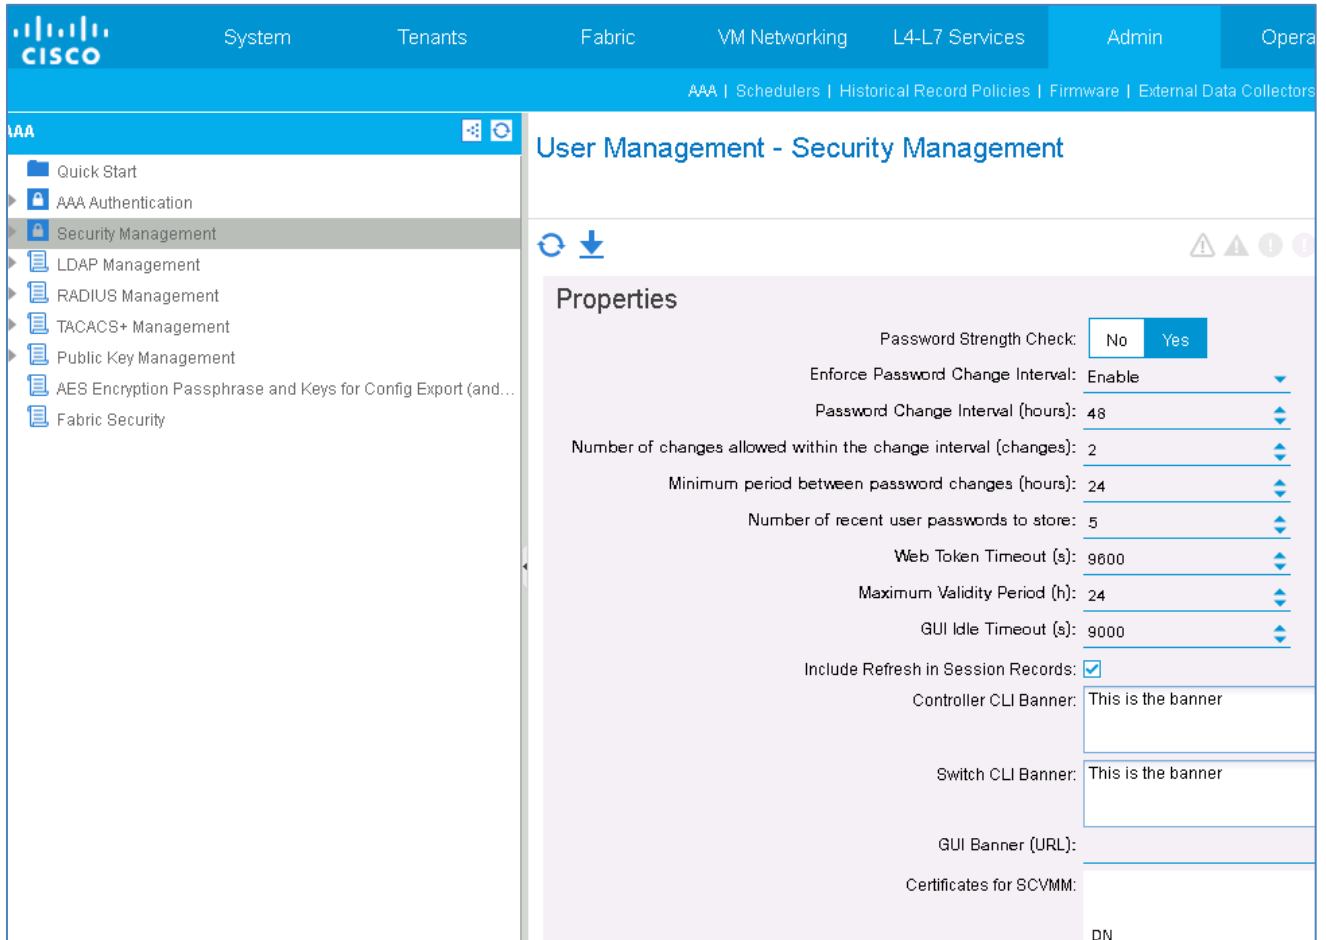 CISCO
System Tenants Fabric VM Networking L4-L7 Services Admin Opera
AAA | Schedulers | Historical Record Policies | Firmware | External Data Collectors
AAA
Quick Start
AAA Authentication
Security Management
LDAP Management
RADIUS Management
TACACS+ Management
Public Key Management
AES Encryption Passphrase and Keys for Config Export (and...
Fabric Security
User Management - Security Management
Properties
Password Strength Check: No Yes
Enforce Password Change Interval: Enable
Password Change Interval (hours): 48
Number of changes allowed within the change interval (changes): 2
Minimum period between password changes (hours): 24
Number of recent user passwords to store: 5
Web Token Timeout (s): 9600
Maximum Validity Period (h): 24
GUI Idle Timeout (s): 9000
Include Refresh in Session Records:
Controller CLI Banner: This is the banner
Switch CLI Banner: This is the banner
GUI Banner (URL):
Certificates for SCVMM:
DN